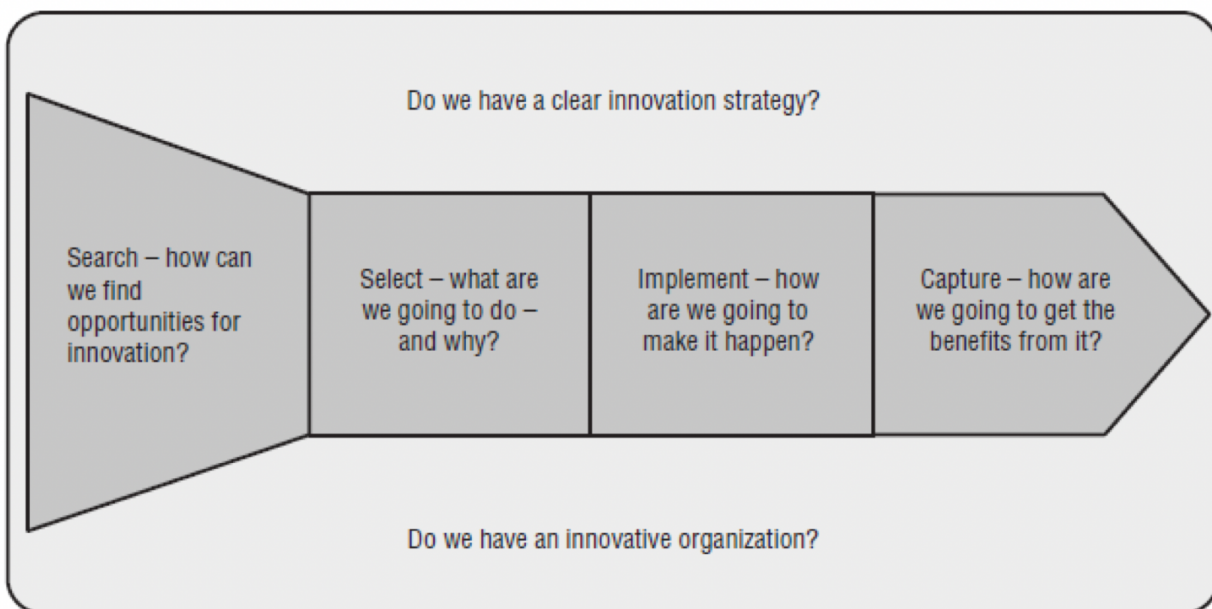 Do we have a clear innovation strategy?
Search – how can
we find
opportunities for
innovation?
Select – what are
we going to do –
and why?
Implement – how
are we going to
make it happen?
Capture – how are
we going to get the
benefits from it?
Do we have an innovative organization?